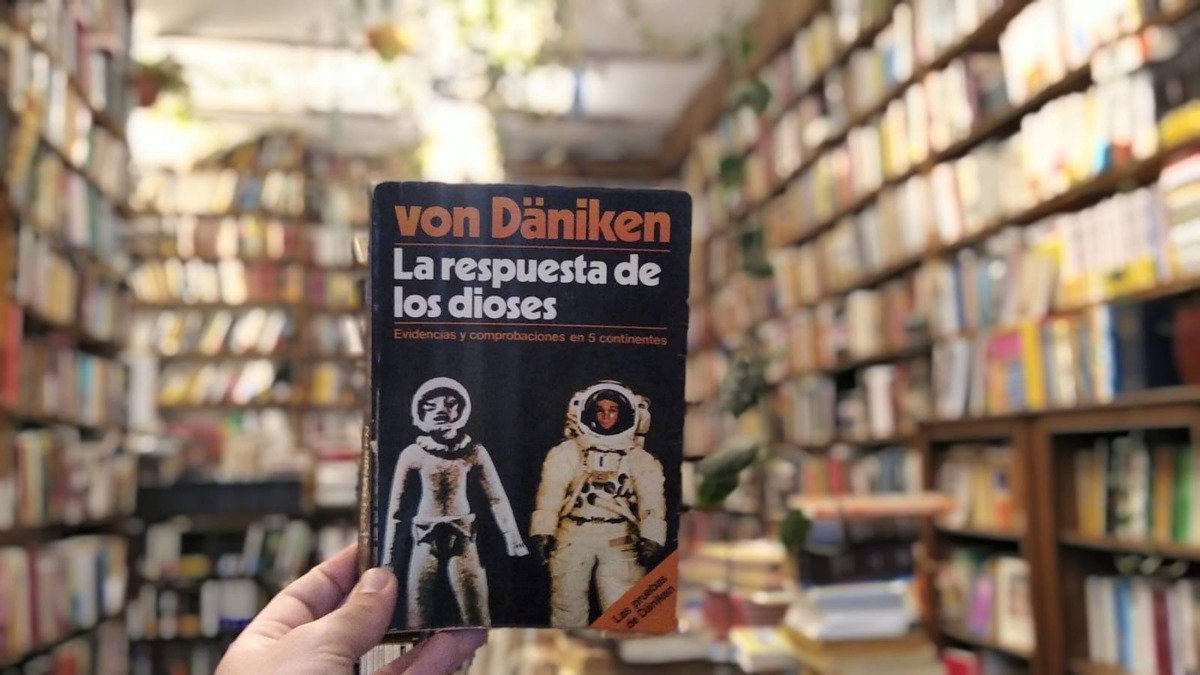 von Däniken
La respuesta de
los dioses
Evidencias y comprobaciones en 5 continentes
Las pruebas
de Däniken